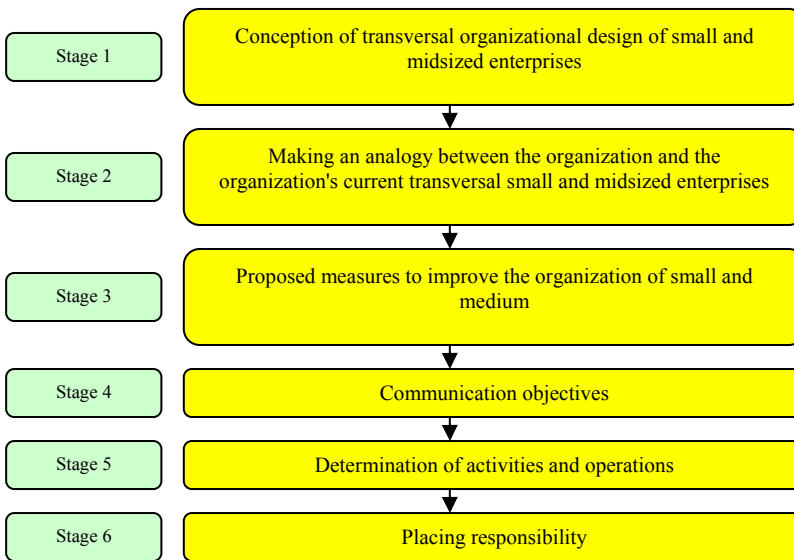 Stage 1
Conception of transversal organizational design of small and
midsized enterprises
Stage 2
Making an analogy between the organization and the
organization's current transversal small and midsized enterprises
Stage 3
Proposed measures to improve the organization of small and
medium
Stage 4
Communication objectives
Stage 5
Determination of activities and operations
Stage 6
Placing responsibility